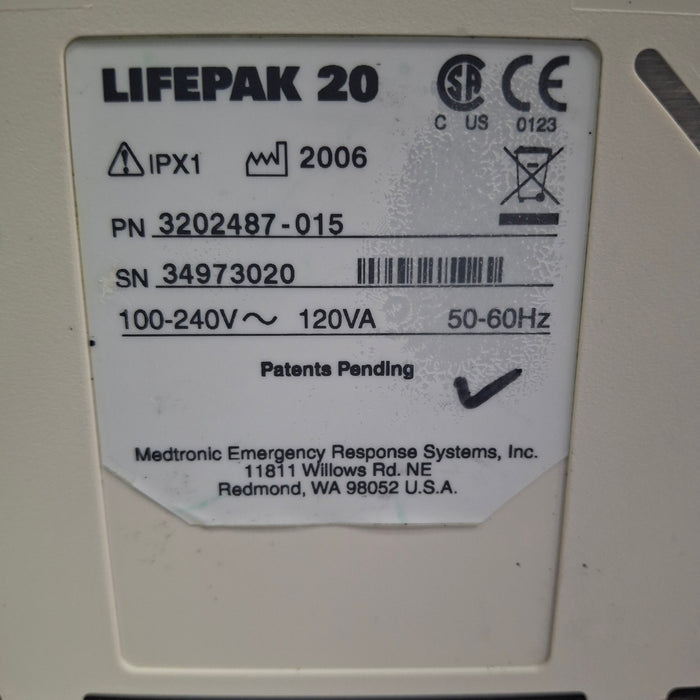 LIFEPAK 20
C US
0123
IPX1
2006
PN 3202487-015
SN 34973020
100-240V~ 120VA 50-60Hz
Patents Pending
Medtronic Emergency Response Systems, Inc.
11811 Willows Rd. NE
Redmond, WA 98052 U.S.A.